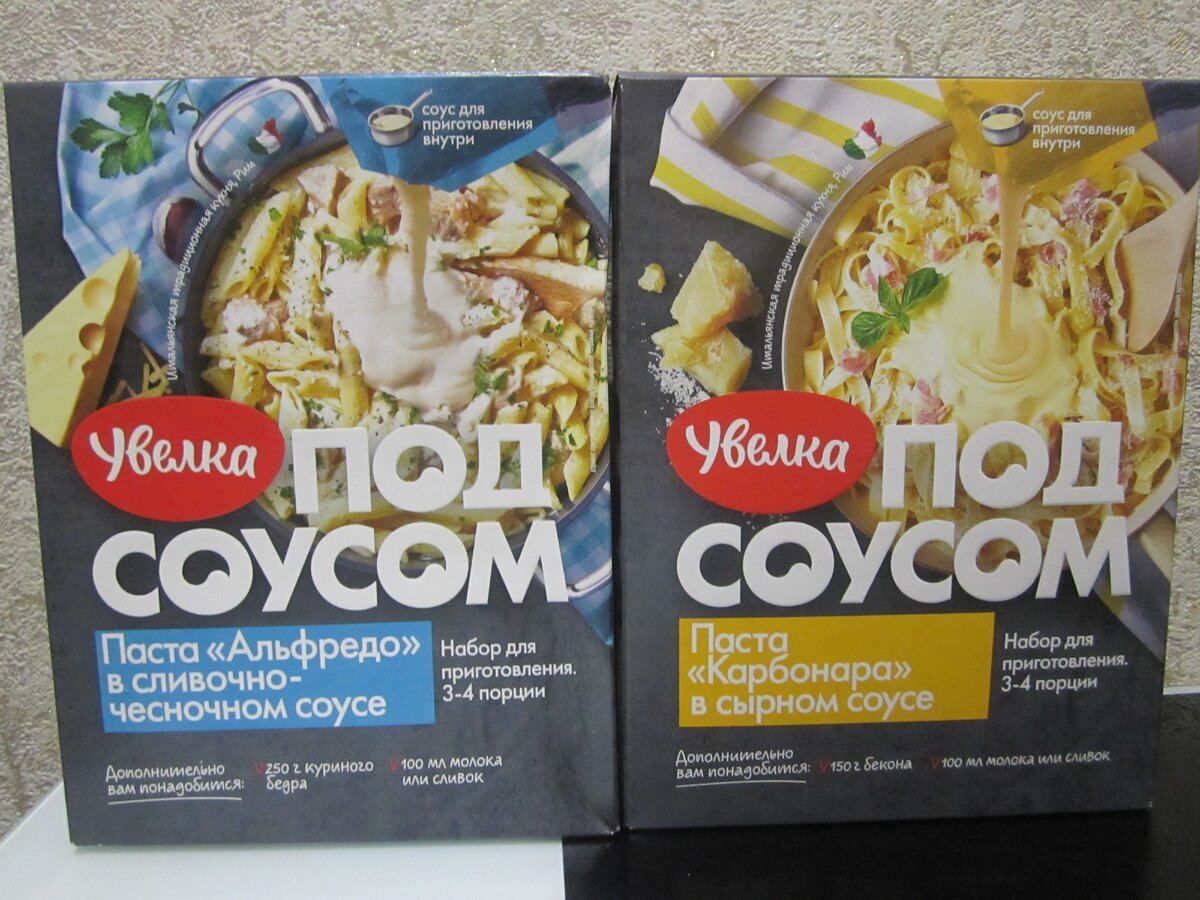 соус для
приготовления
внутри
Итальянская традиционная кухня, Рим
Увелка
ПОД
СОУСОМ
Паста «Альфредо»
в сливочно-
чесночном соусе
Набор для
приготовления.
3-4 порции
Дополнительно
вам понадобится:
V 250 г куриного
бедра
V 100 мл молока
или сливок
соус для
приготовления
внутри
Итальянская традиционная кухня, Рим
Увелка
ПОД
СОУСОМ
Паста
«Карбонара»
в сырном соусе
Набор для
приготовления.
3-4 порции
Дополнительно
вам понадобится:
V 150 г бекона
V 100 мл молока или сливок